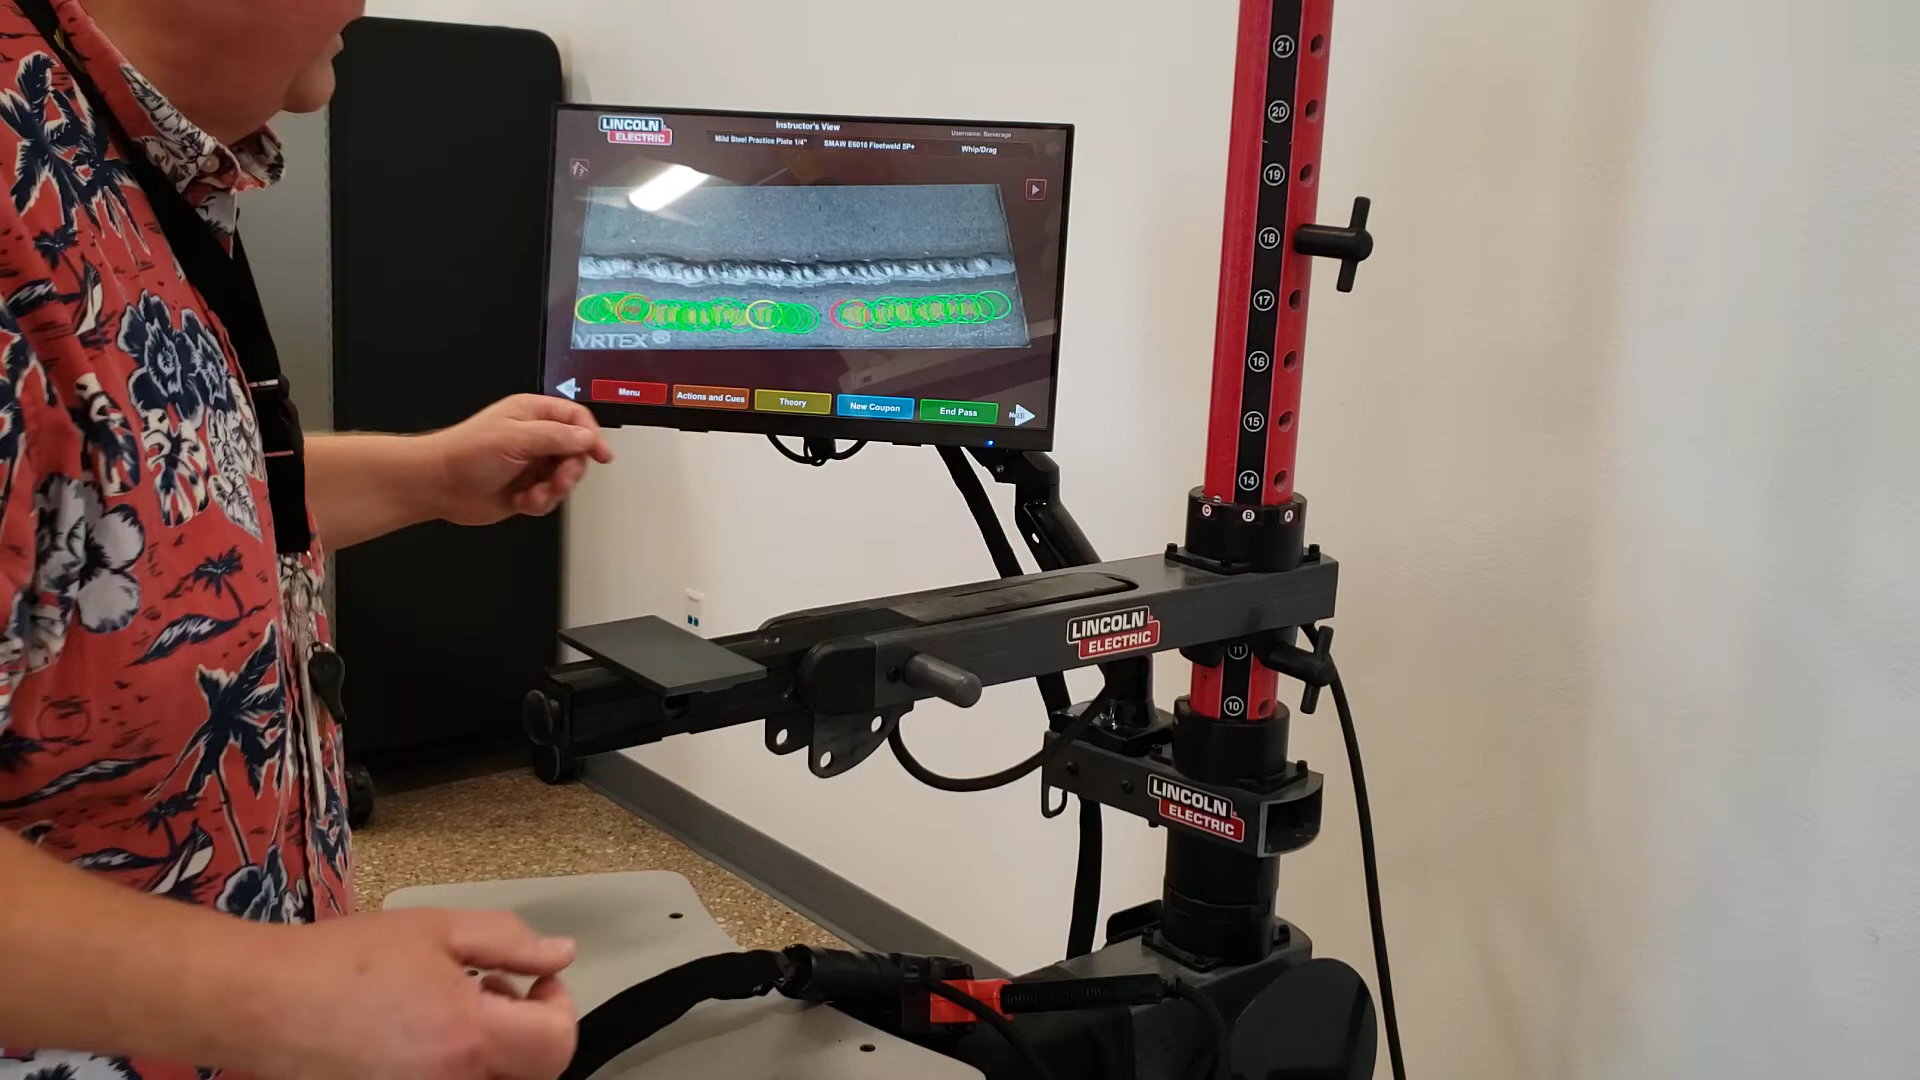 LINCOLN
ELECTRIC
Instructor's View
Username: Beverage
Mild Steel Practice Plate 1/4"
SMAW E6010 Fleetweld 5P+
Whip/Drag
VRTEX
Menu
Actions and Cues
Theory
New Coupon
End Pass
21
20
19
18
17
16
15
14
C
B
A
LINCOLN
ELECTRIC
11
10
LINCOLN
ELECTRIC